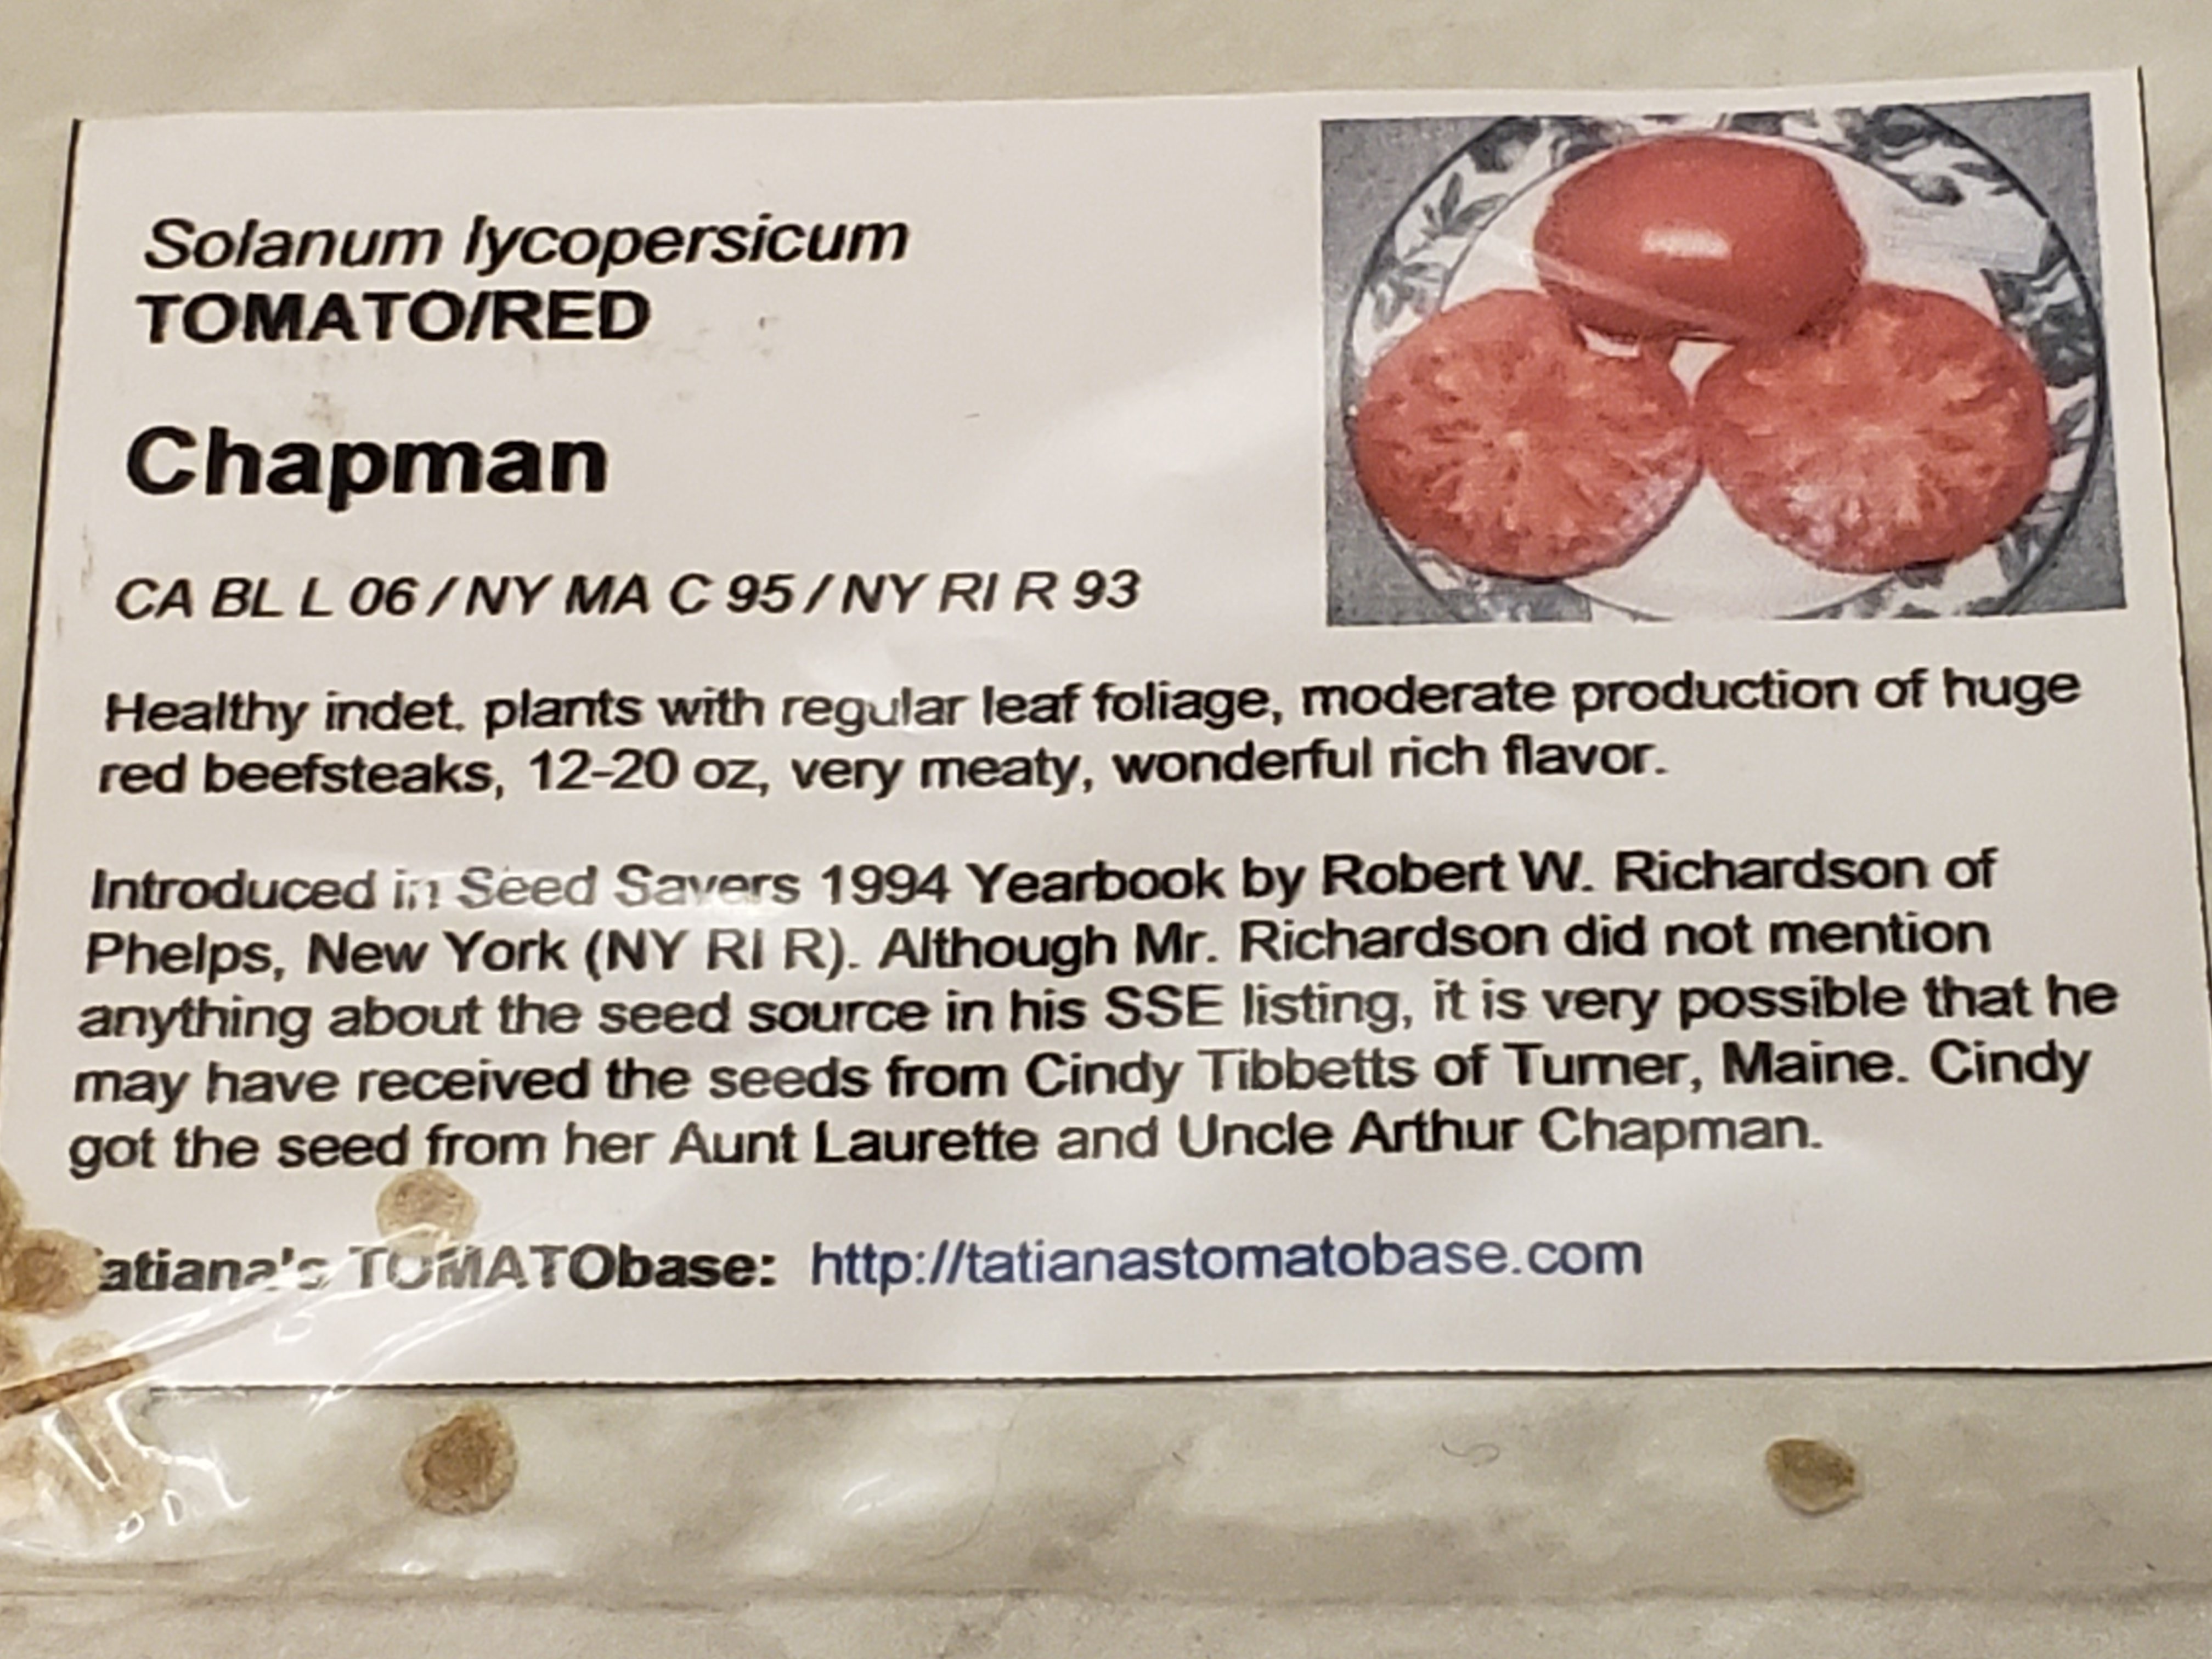 Solanum lycopersicum
TOMATO/RED
Chapman
CA BL L 06 / NY MA C 95 / NY RI R 93
Healthy indet. plants with regular leaf foliage, moderate production of huge
red beefsteaks, 12-20 oz, very meaty, wonderful rich flavor.
Introduced in Seed Savers 1994 Yearbook by Robert W. Richardson of
Phelps, New York (NY RI R). Although Mr. Richardson did not mention
anything about the seed source in his SSE listing, it is very possible that he
may have received the seeds from Cindy Tibbetts of Turner, Maine. Cindy
got the seed from her Aunt Laurette and Uncle Arthur Chapman.
atiana's TOMATObase: http://tatianastomatobase.com